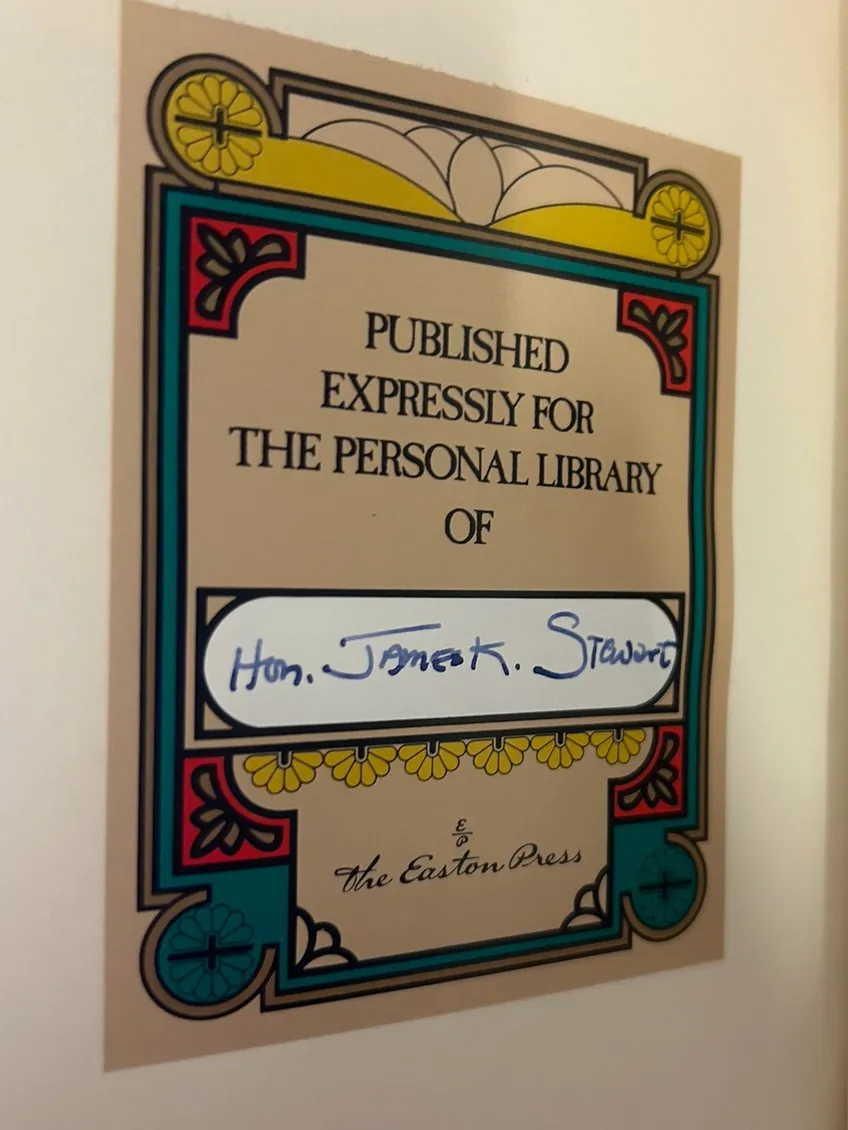 PUBLISHED
EXPRESSLY FOR
THE PERSONAL LIBRARY
OF
Hon. James K. Stewart
E
P
the Easton Press